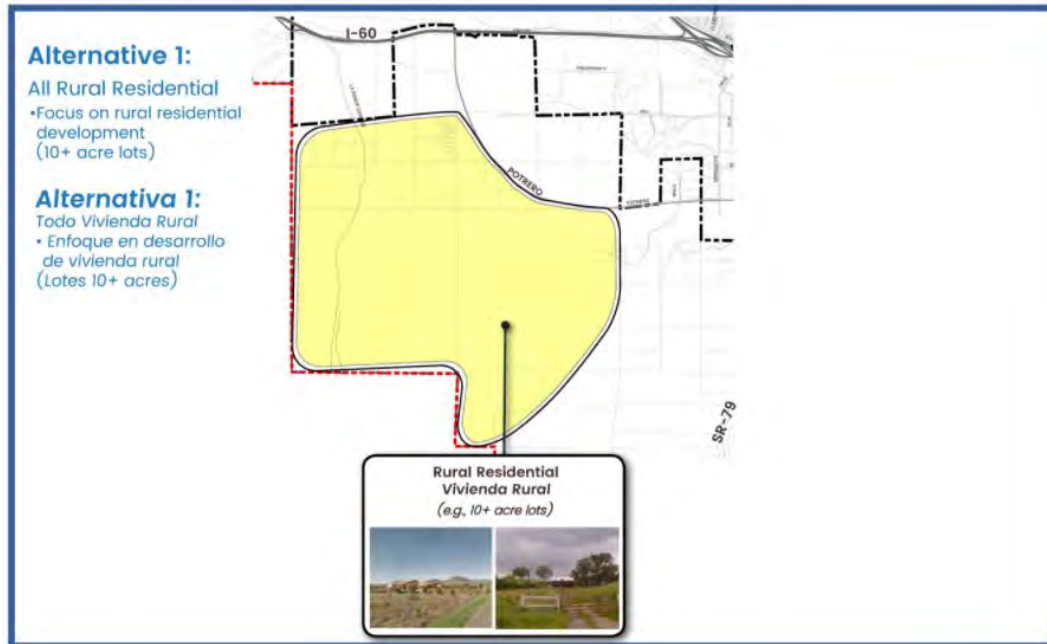 Alternative 1:
All Rural Residential
•Focus on rural residential
development
(10+ acre lots)
Alternativa 1:
Todo Vivienda Rural
• Enfoque en desarrollo
de vivienda rural
(Lotes 10+ acres)
I-60
POTRERO
POTRERO
SR-79
Rural Residential
Vivienda Rural
(e.g., 10+ acre lots)